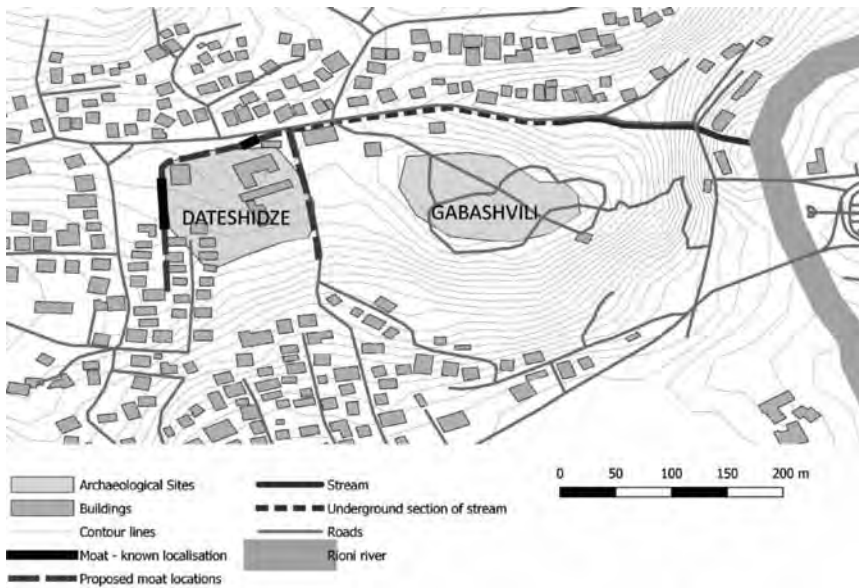 DATESHIDZE
GABASHVILI
Archaeological Sites
Buildings
Contour lines
Moat - known localisation
Proposed moat locations
Stream
Underground section of stream
Roads
Rioni river
0 50 100 150 200 m